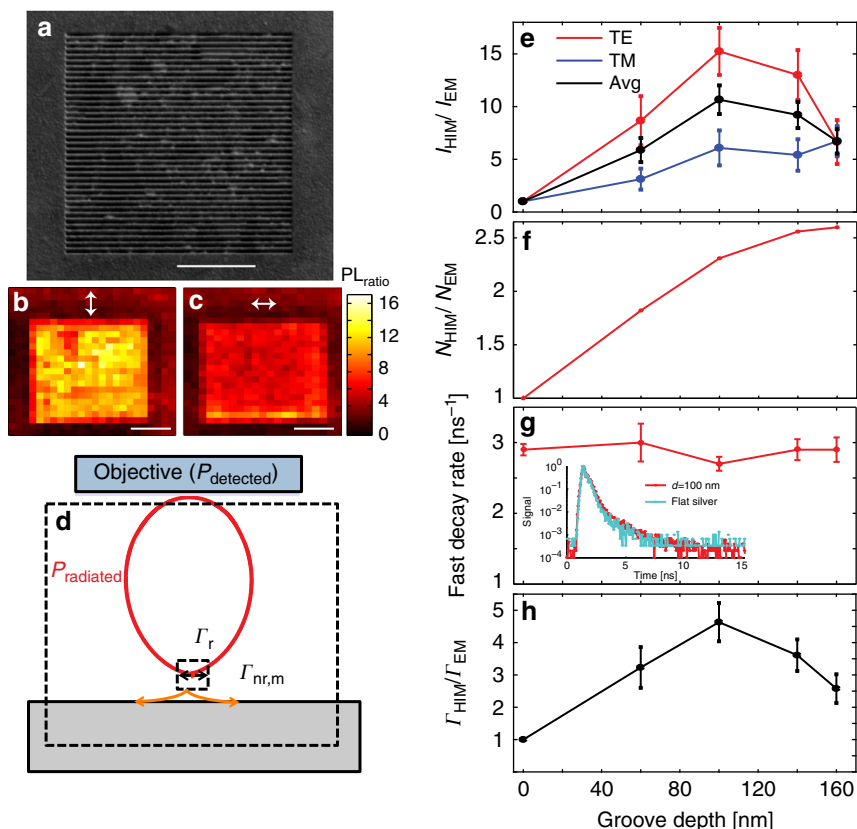 a
b
c
PL_ratio
16
12
8
4
0
Objective (P_detected)
d
P_radiated
Γ_r
Γ_nr,m
e
TE
TM
Avg
15
10
5
0
I_HIM / I_EM
f
2.5
2
1.5
1
N_HIM / N_EM
g
3
2
1
Fast decay rate [ns⁻¹]
d=100 nm
Flat silver
10⁰
10⁻¹
10⁻²
10⁻³
10⁻⁴
Signal
0 5 10 15
Time [ns]
h
5
4
3
2
1
Γ_HIM/Γ_EM
0 40 80 120 160
Groove depth [nm]